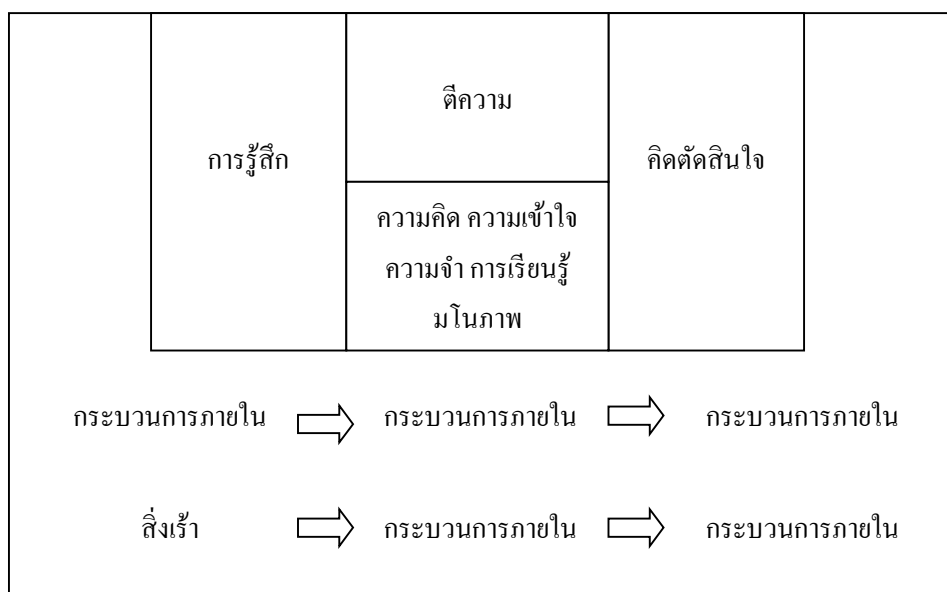 การรู้สึก
ตีความ
ความคิด ความเข้าใจ
ความจำ การเรียนรู้
มโนภาพ
คิดตัดสินใจ
กระบวนการภายใน กระบวนการภายใน กระบวนการภายใน
สิ่งเร้า กระบวนการภายใน กระบวนการภายใน